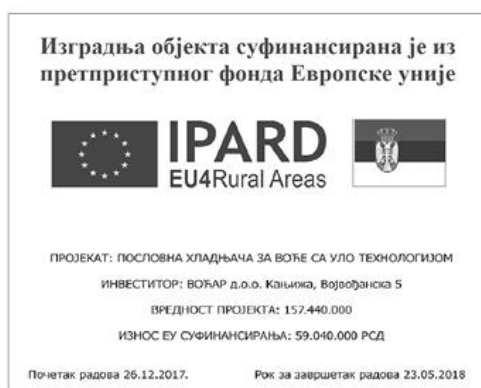 Изградња објекта суфинансирана је из
претприступног фонда Европске уније
IPARD
EU4Rural Areas
ПРОЈЕКАТ: ПОСЛОВНА ХЛАДЊАЧА ЗА ВОЋЕ СА УЛО ТЕХНОЛОГИЈОМ
ИНВЕСТИТОР: ВОЋАР д.о.о. Кањижа, Војвођанска 5
ВРЕДНОСТ ПРОЈЕКТА: 157.440.000
ИЗНОС ЕУ СУФИНАНСИРАЊА: 59.040.000 РСД
Почетак радова 26.12.2017. Рок за завршетак радова 23.05.2018